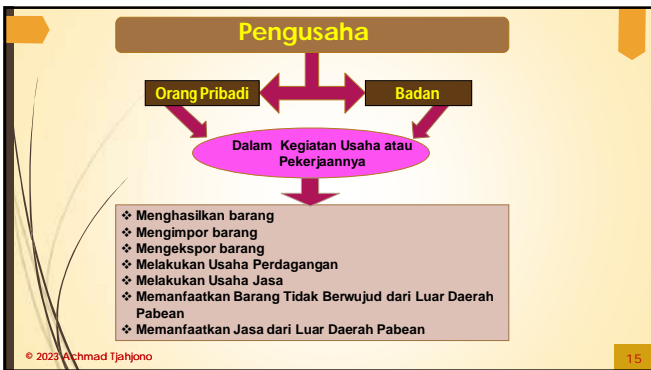 Pengusaha
Orang Pribadi
Badan
Dalam Kegiatan Usaha atau
Pekerjaannya
❖ Menghasilkan barang
❖ Mengimpor barang
❖ Mengekspor barang
❖ Melakukan Usaha Perdagangan
❖ Melakukan Usaha Jasa
❖ Memanfaatkan Barang Tidak Berwujud dari Luar Daerah
Pabean
❖ Memanfaatkan Jasa dari Luar Daerah Pabean
© 2023 Achmad Tjahjono
15